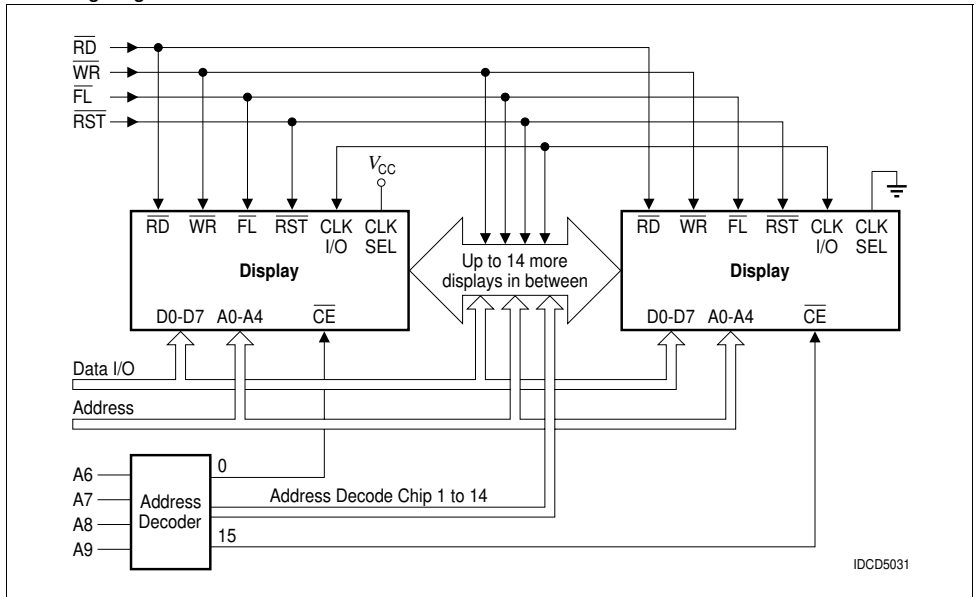 RD
WR
FL
RST
VCC
RD WR FL RST CLK I/O CLK SEL
Display
D0-D7 A0-A4 CE
Up to 14 more
displays in between
RD WR FL RST CLK I/O CLK SEL
Display
D0-D7 A0-A4 CE
Data I/O
Address
A6
A7
A8
A9
Address
Decoder
0
Address Decode Chip 1 to 14
15
IDCD5031